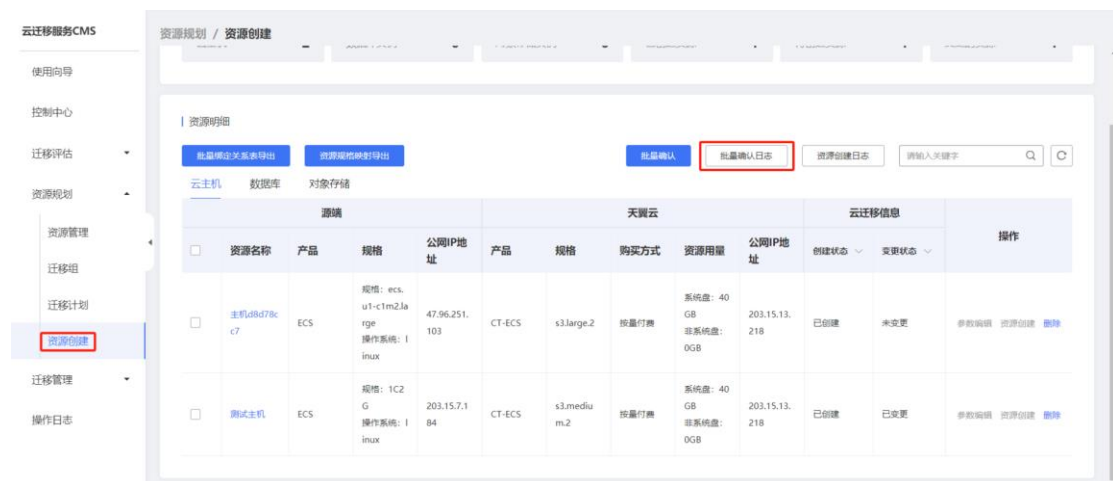 云迁移服务CMS
资源规划 / 资源创建
使用向导
控制中心
迁移评估
资源规划
资源管理
迁移组
迁移计划
资源创建
迁移管理
操作日志
资源明细
批量绑定关系表导出 资源规格映射导出 批量确认 批量确认日志 资源创建日志 请输入关键字
云主机 数据库 对象存储
源端 天翼云 云迁移信息 操作
资源名称 产品 规格 公网IP地址 产品 规格 购买方式 资源用量 公网IP地址 创建状态 变更状态
主机d8d78c
c7
ECS
规格：ecs.
u1-c1m2.la
rge
操作系统：l
inux
47.96.251.
103
CT-ECS
s3.large.2
按量付费
系统盘：40
GB
非系统盘：
0GB
203.15.13.
218
已创建
未变更
参数编辑 资源创建 删除
测试主机
ECS
规格：1C2
G
操作系统：l
inux
203.15.7.1
84
CT-ECS
s3.mediu
m.2
按量付费
系统盘：40
GB
非系统盘：
0GB
203.15.13.
218
已创建
已变更
参数编辑 资源创建 删除